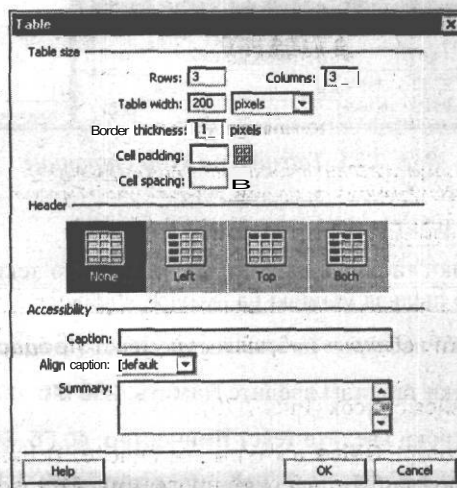 Table
Table size
Rows: 3 Columns: 3
Table width: 200 pixels
Border thickness: 1 pixels
Cell padding:
Cell spacing:
Header
None Left Top Both
Accessibility
Caption:
Align caption: default
Summary:
Help OK Cancel